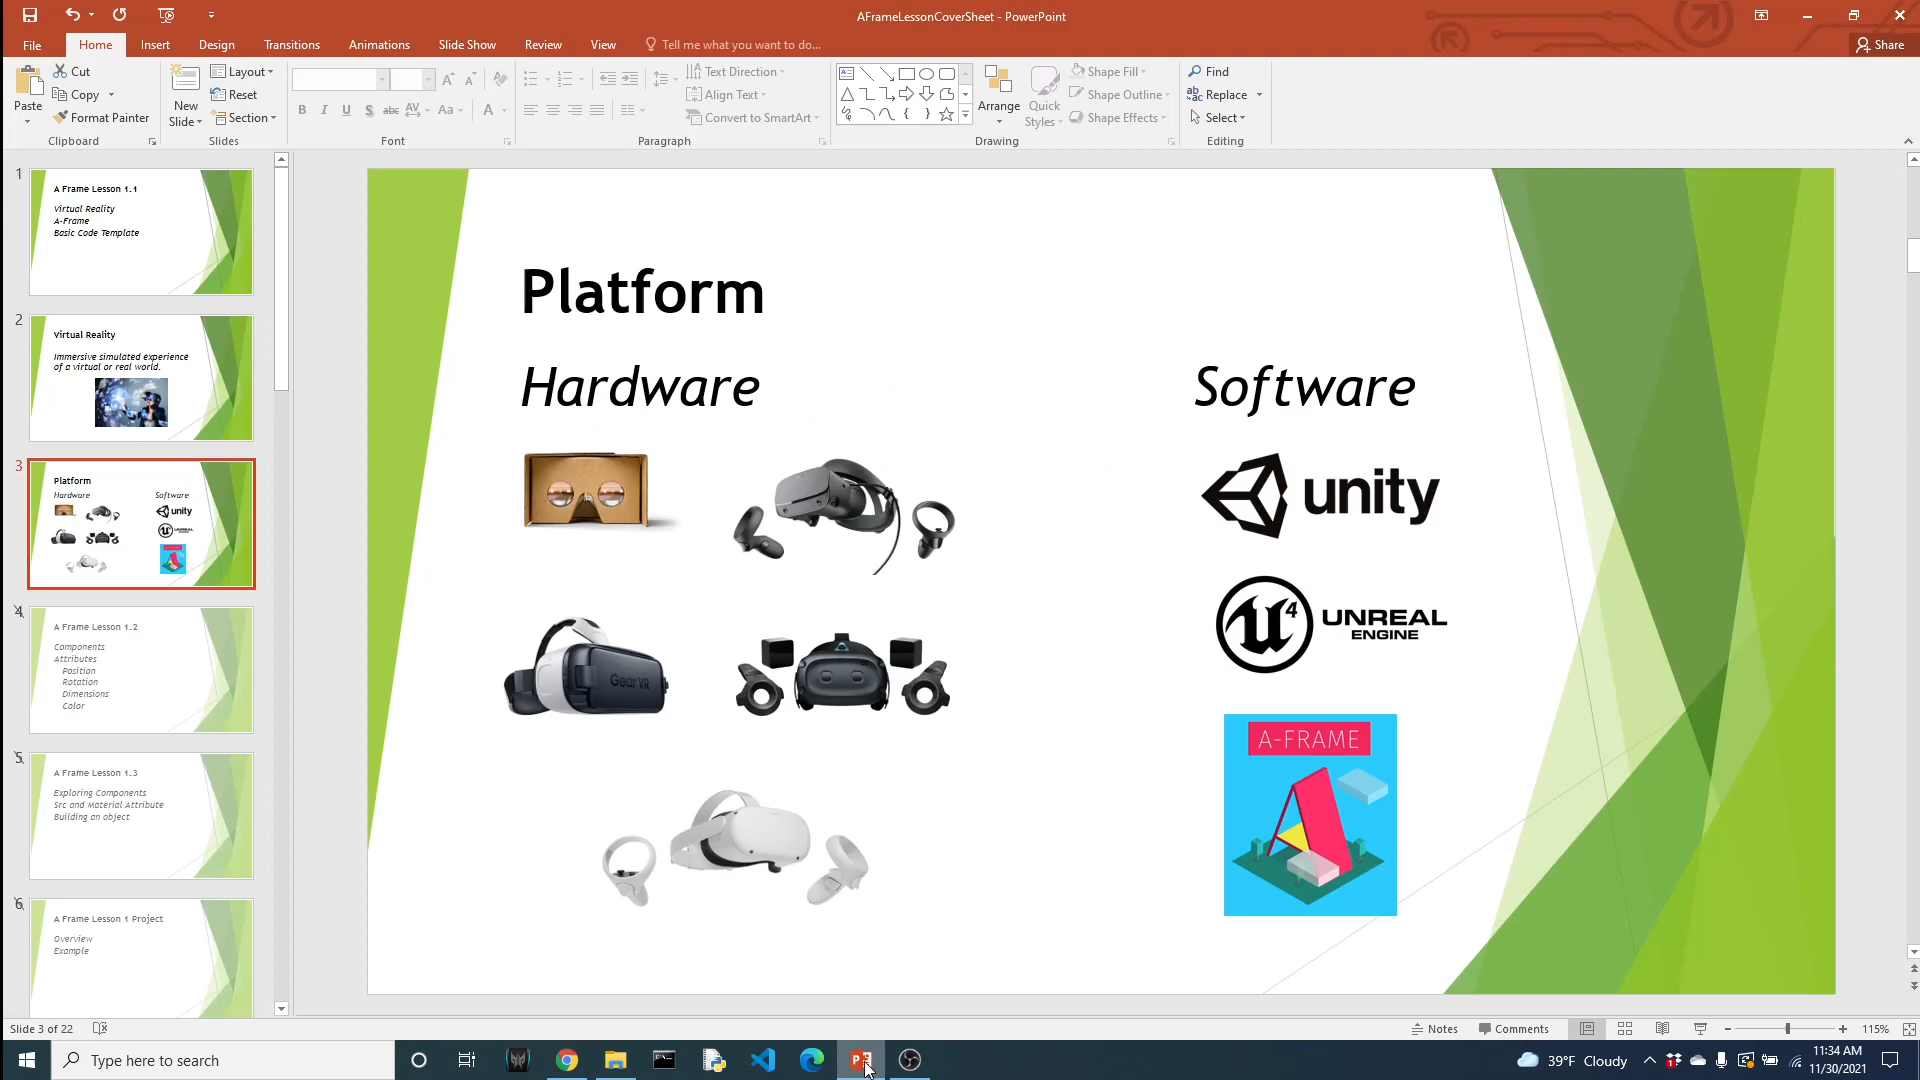 AFrameLessonCoverSheet - PowerPoint
File
Home
Insert
Design
Transitions
Animations
Slide Show
Review
View
Tell me what you want to do...
Share
Paste
Cut
Copy
Format Painter
Clipboard
New
Slide
Layout
Reset
Section
Slides
B I U S abc AV Aa A
Font
Text Direction
Align Text
Convert to SmartArt
Paragraph
Arrange
Quick
Styles
Shape Fill
Shape Outline
Shape Effects
Drawing
Find
Replace
Select
Editing
1
A Frame Lesson 1.1
Virtual Reality
A-Frame
Basic Code Template
2
Virtual Reality
Immersive simulated experience
of a virtual or real world.
3
Platform
Hardware
Software
unity
UNREAL
4
A Frame Lesson 1.2
Components
Attributes
Position
Rotation
Dimensions
Color
5
A Frame Lesson 1.3
Exploring Components
Src and Material Attribute
Building an object
6
A Frame Lesson 1 Project
Overview
Example
Platform
Hardware
Software
unity
4
UNREAL
ENGINE
Gear VR
A-FRAME
Slide 3 of 22
Notes
Comments
115%
Type here to search
39°F Cloudy
11:34 AM
11/30/2021